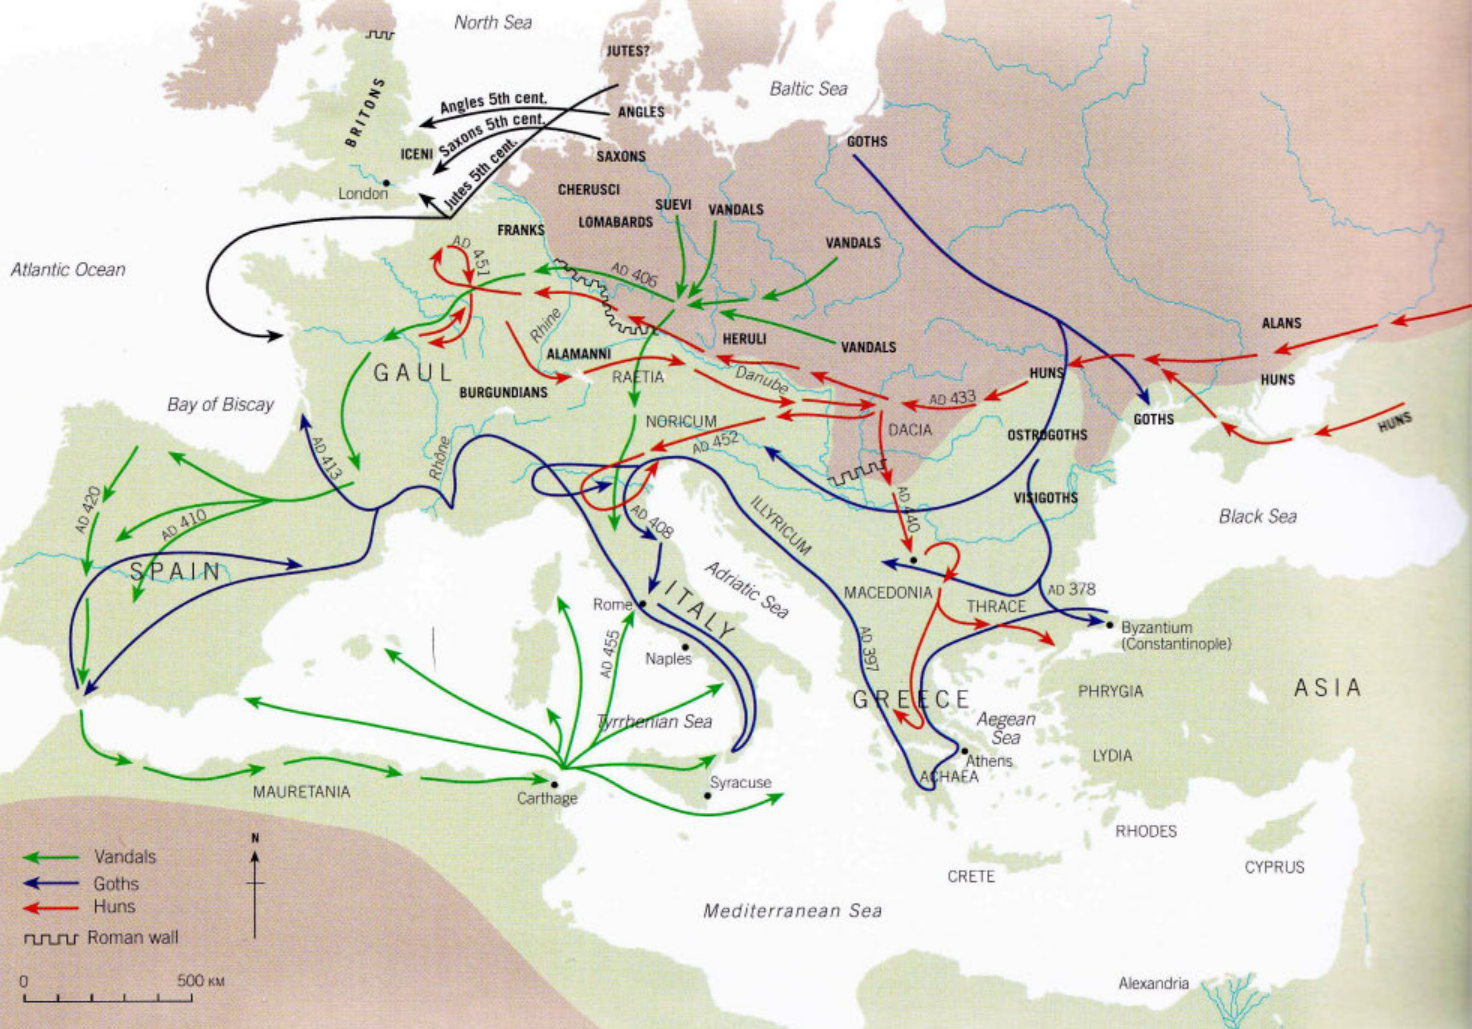 North Sea
JUTES?
Baltic Sea
Angles 5th cent.
ANGLES
BRITONS
Saxons 5th cent.
GOTHS
ICENI
SAXONS
Jutes 5th cent.
London
CHERUSCI
SUEVI
VANDALS
LOMABARDS
FRANKS
AD 451
VANDALS
Atlantic Ocean
AD 406
Rhine
HERULI
ALANS
ALAMANNI
VANDALS
GAUL
RAETIA
Danube
HUNS
HUNS
BURGUNDIANS
AD 433
Bay of Biscay
NORICUM
DACIA
GOTHS
HUNS
AD 452
OSTROGOTHS
AD 413
Rhône
VISIGOTHS
AD 420
AD 410
AD 408
ILLYRICUM
AD 440
Black Sea
SPAIN
Adriatic Sea
MACEDONIA
AD 378
Rome
ITALY
THRACE
Byzantium
(Constantinople)
AD 455
Naples
AD 397
PHRYGIA
ASIA
GREECE
Tyrrhenian Sea
Aegean
Sea
LYDIA
Athens
ACHAEA
MAURETANIA
Carthage
Syracuse
RHODES
CRETE
CYPRUS
N
Vandals
Goths
Huns
Roman wall
Mediterranean Sea
0 500 KM
Alexandria